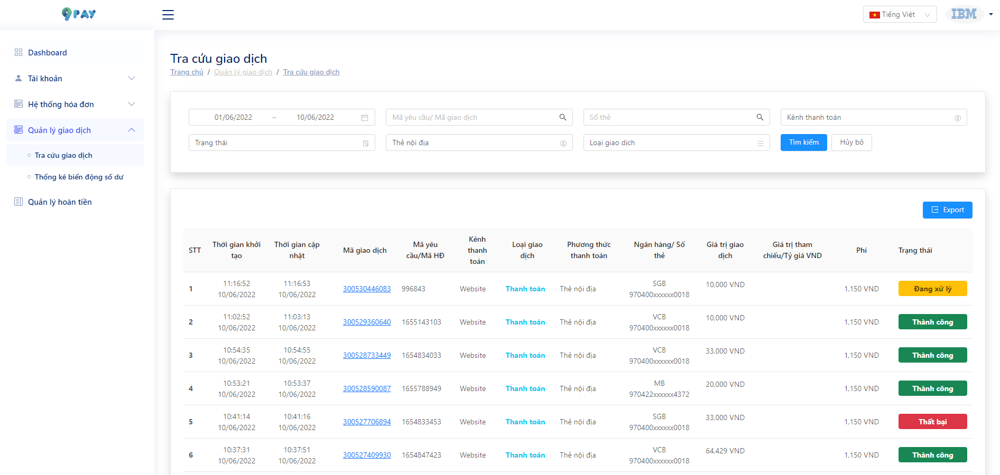 9PAY
Tiếng Việt
IBM
Dashboard
Tài khoản
Hệ thống hóa đơn
Quản lý giao dịch
Tra cứu giao dịch
Thống kê biến động số dư
Quản lý hoàn tiền
Tra cứu giao dịch
Trang chủ / Quản lý giao dịch / Tra cứu giao dịch
01/06/2022 ~ 10/06/2022 Mã yêu cầu/ Mã giao dịch Số thẻ Kênh thanh toán
Trạng thái Thẻ nội địa Loại giao dịch Tìm kiếm Hủy bỏ
Export
STT Thời gian khởi tạo Thời gian cập nhật Mã giao dịch Mã yêu cầu/Mã HĐ Kênh thanh toán Loại giao dịch Phương thức thanh toán Ngân hàng/ Số thẻ Giá trị giao dịch Giá trị tham chiếu/Tỷ giá VND Phí Trạng thái
1 11:16:52 10/06/2022 11:16:53 10/06/2022 300530446083 996843 Website Thanh toán Thẻ nội địa SGB 970400xxxxxx0018 10,000 VND 1,150 VND Đang xử lý
2 11:02:52 10/06/2022 11:03:13 10/06/2022 300529360640 1655143103 Website Thanh toán Thẻ nội địa VCB 970400xxxxxx0018 10,000 VND 1,150 VND Thành công
3 10:54:35 10/06/2022 10:54:55 10/06/2022 300528733449 1654834033 Website Thanh toán Thẻ nội địa VCB 970400xxxxxx0018 33,000 VND 1,150 VND Thành công
4 10:53:21 10/06/2022 10:53:37 10/06/2022 300528590087 1655788949 Website Thanh toán Thẻ nội địa MB 970422xxxxxx4372 20,000 VND 1,150 VND Thành công
5 10:41:14 10/06/2022 10:41:16 10/06/2022 300527706894 1654833453 Website Thanh toán Thẻ nội địa SGB 970400xxxxxx0018 33,000 VND 1,150 VND Thất bại
6 10:37:31 10/06/2022 10:37:51 10/06/2022 300527409930 1654847423 Website Thanh toán Thẻ nội địa VCB 970400xxxxxx0018 64,429 VND 1,150 VND Thành công